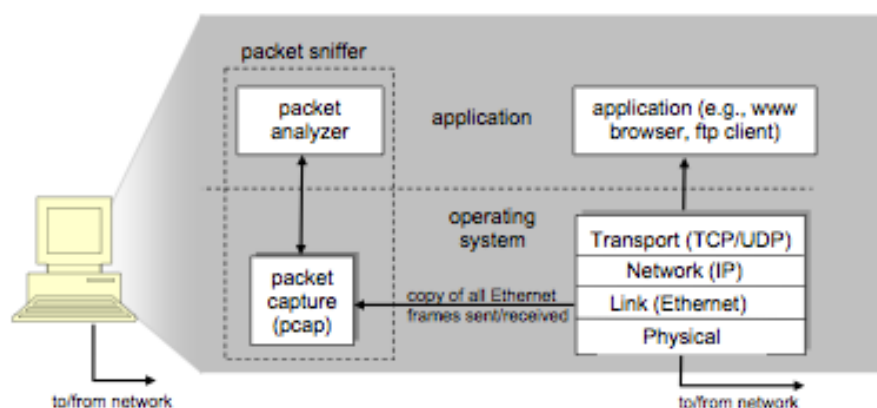 packet sniffer
packet
analyzer
application
application (e.g., www
browser, ftp client)
operating
system
packet
capture
(pcap)
copy of all Ethernet
frames sent/received
Transport (TCP/UDP)
Network (IP)
Link (Ethernet)
Physical
to/from network
to/from network